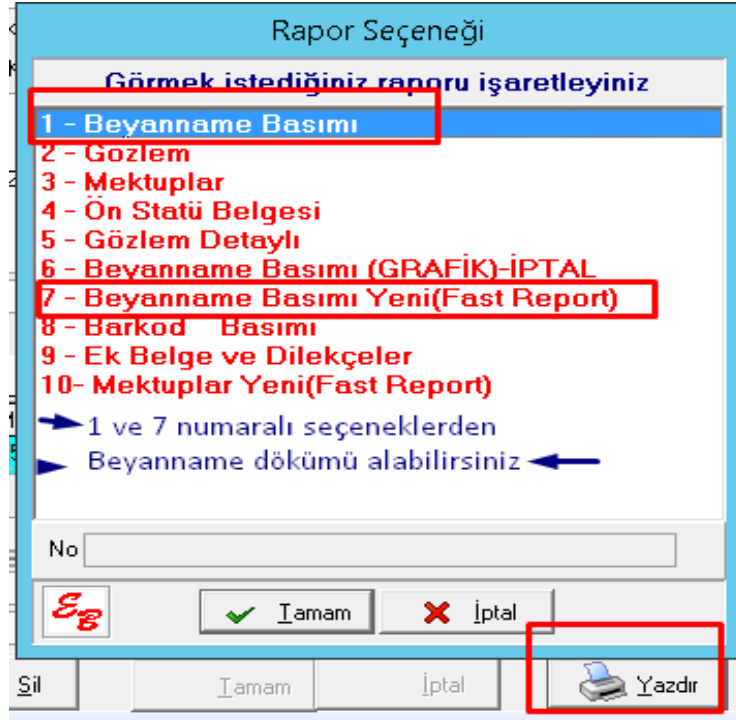 Rapor Seçeneği
Görmek istediğiniz raporu işaretleyiniz
1 - Beyanname Basımı
2 - Gözlem
3 - Mektuplar
4 - Ön Statü Belgesi
5 - Gözlem Detaylı
6 - Beyanname Basımı (GRAFİK)-İPTAL
7 - Beyanname Basımı Yeni(Fast Report)
8 - Barkod Basımı
9 - Ek Belge ve Dilekçeler
10- Mektuplar Yeni(Fast Report)
1 ve 7 numaralı seçeneklerden
Beyanname dökümü alabilirsiniz
No
EB Tamam İptal
Sil Tamam İptal Yazdır